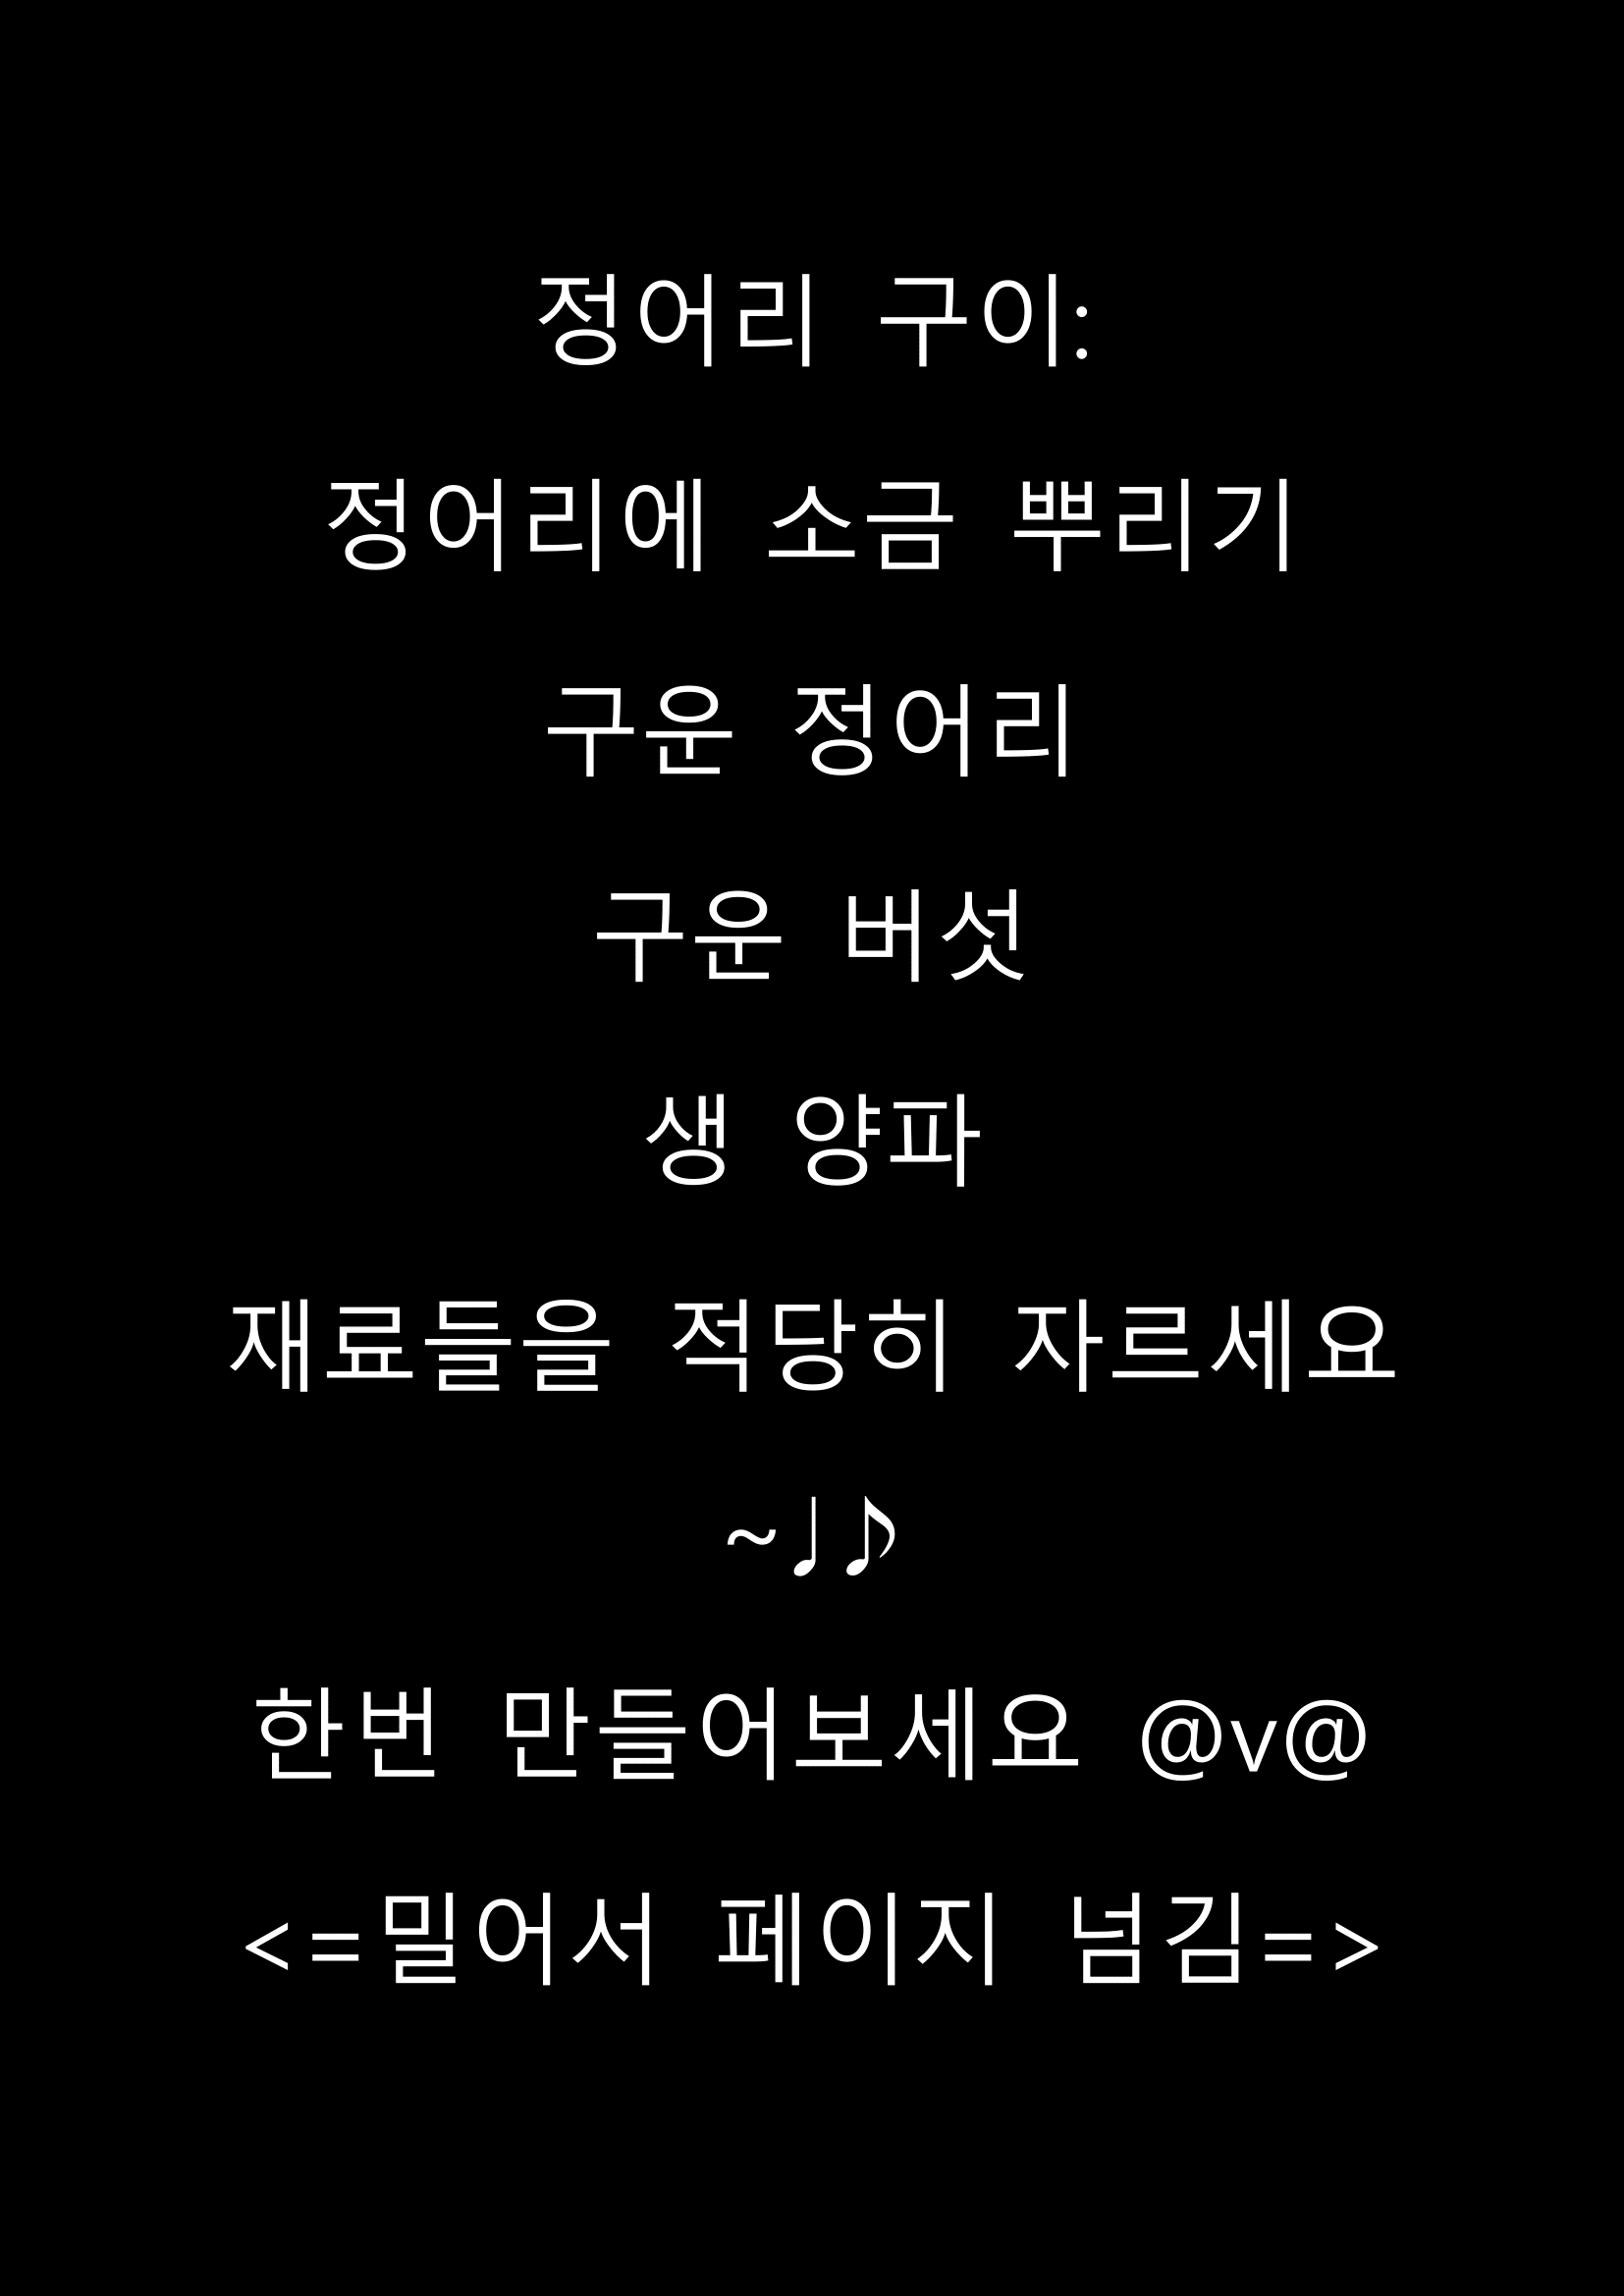 정어리 구이:
정어리에 소금 뿌리기
구운 정어리
구운 버섯
생 양파
재료들을 적당히 자르세요
~♩♪
한번 만들어보세요 @v@
<=밀어서 페이지 넘김=>